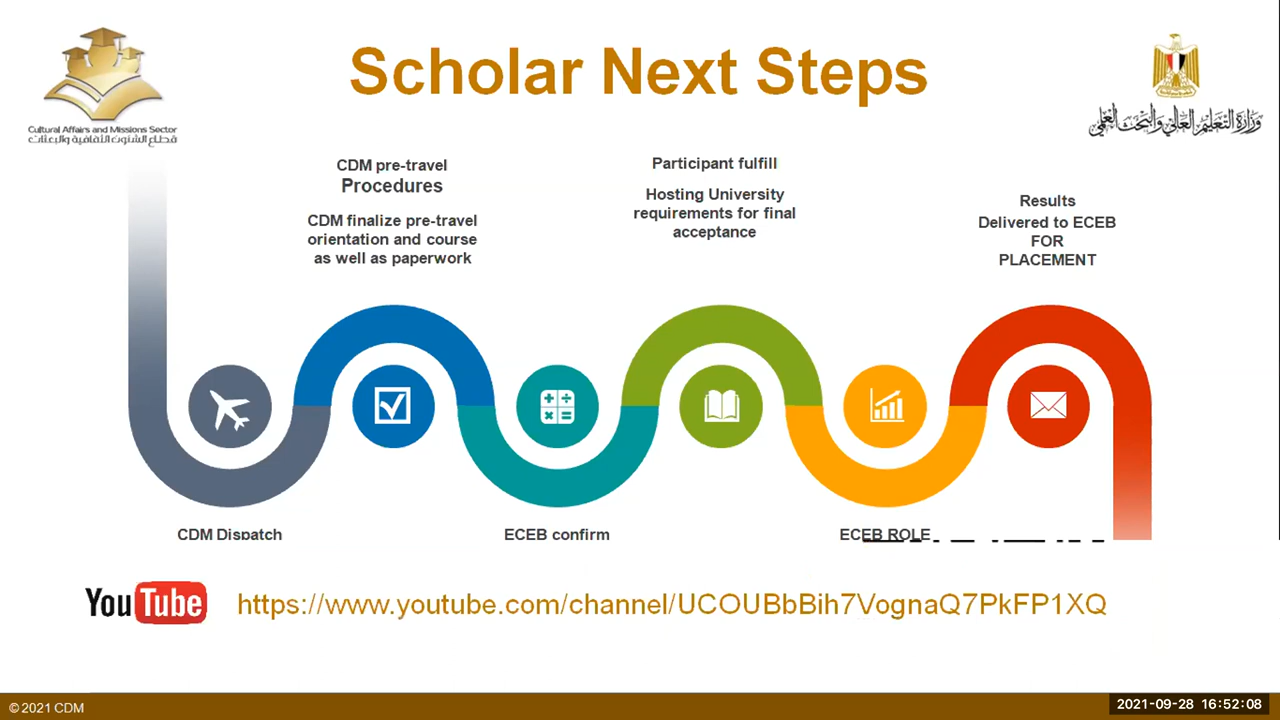 Scholar Next Steps
Cultural Affairs and Missions Sector
قطاع الشئون الثقافية والبعثات
وزارة التعليم العالي والبحث العلمي
CDM pre-travel
Procedures
CDM finalize pre-travel
orientation and course
as well as paperwork
Participant fulfill
Hosting University
requirements for final
acceptance
Results
Delivered to ECEB
FOR
PLACEMENT
CDM Dispatch
ECEB confirm
ECEB ROLE
YouTube
https://www.youtube.com/channel/UCOUBbBih7VognaQ7PkFP1XQ
© 2021 CDM
2021-09-28 16:52:08